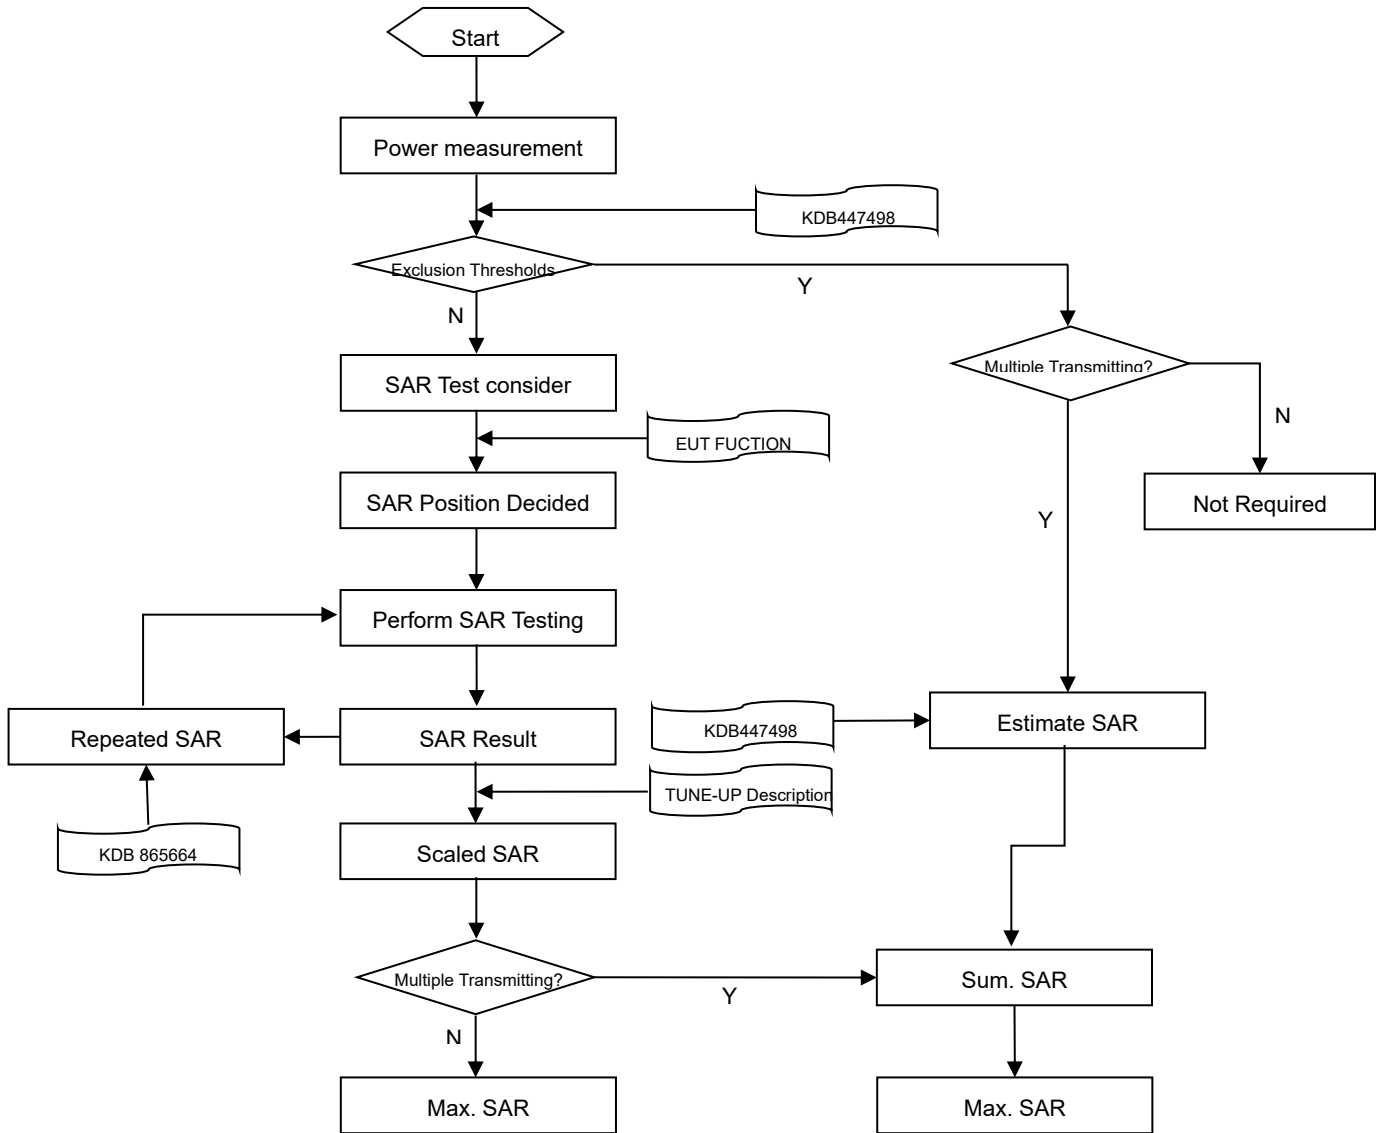 Start
Power measurement
KDB447498
Exclusion Thresholds
Y
N
Multiple Transmitting?
SAR Test consider
N
EUT FUCTION
SAR Position Decided
Not Required
Y
Perform SAR Testing
Repeated SAR
SAR Result
KDB447498
Estimate SAR
TUNE-UP Description
KDB 865664
Scaled SAR
Multiple Transmitting?
Y
Sum. SAR
N
Max. SAR
Max. SAR